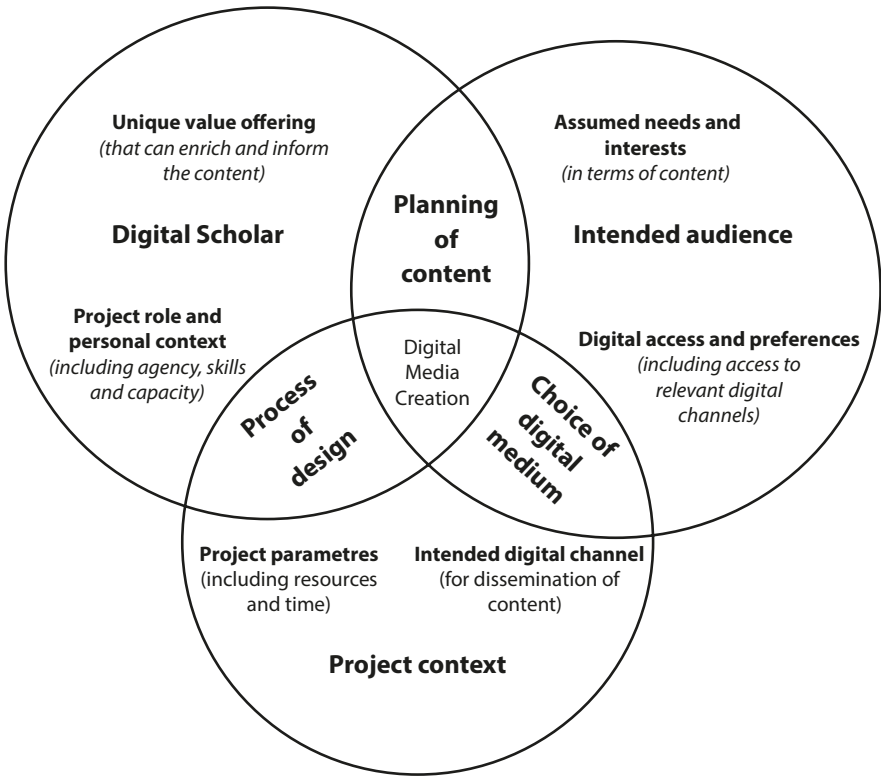 Unique value offering
(that can enrich and inform
the content)
Digital Scholar
Project role and
personal context
(including agency, skills
and capacity)
Planning
of
content
Assumed needs and
interests
(in terms of content)
Intended audience
Digital access and preferences
(including access to
relevant digital
channels)
Digital
Media
Creation
Process
of
design
Choice of
digital
medium
Project parametres
(including resources
and time)
Intended digital channel
(for dissemination of
content)
Project context